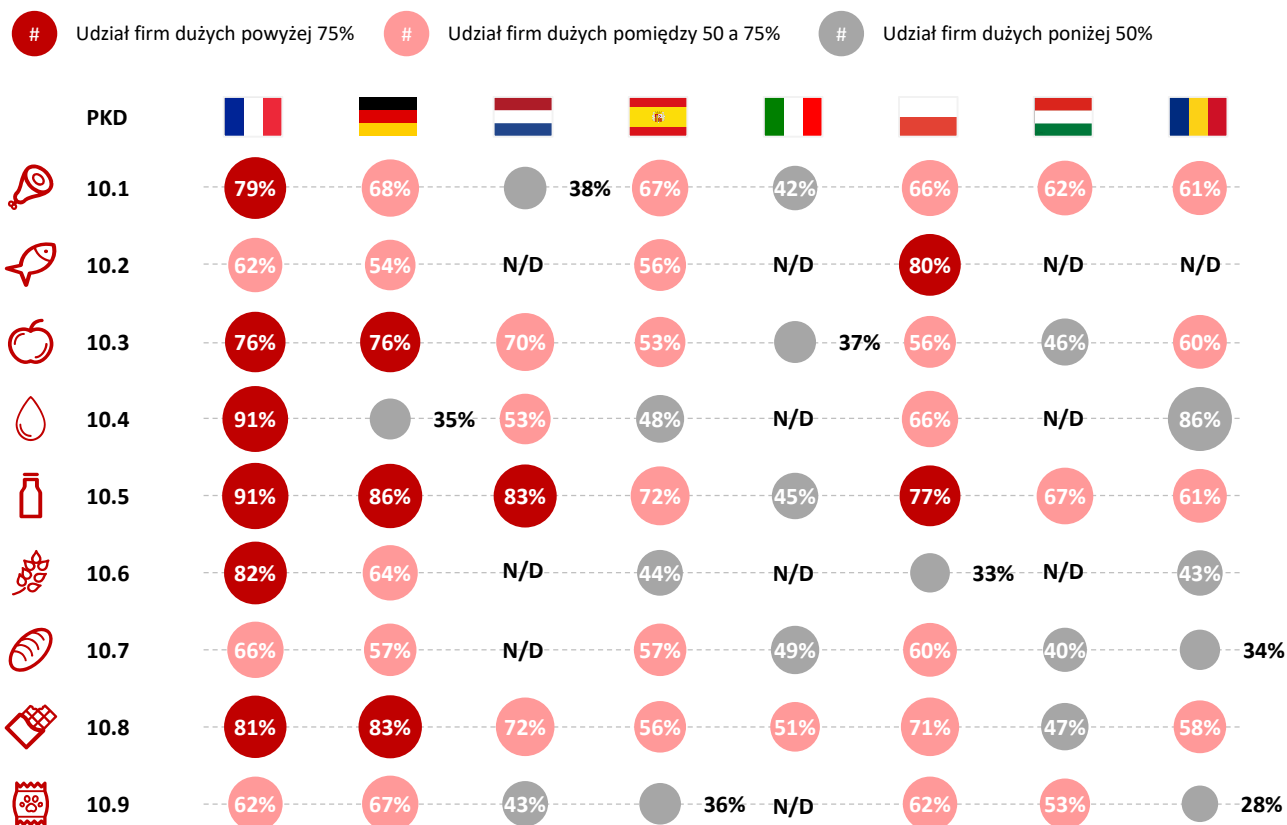 # Udział firm dużych powyżej 75% # Udział firm dużych pomiędzy 50 a 75% # Udział firm dużych poniżej 50%
PKD
10.1 79% 68% 38% 67% 42% 66% 62% 61%
10.2 62% 54% N/D 56% N/D 80% N/D N/D
10.3 76% 76% 70% 53% 37% 56% 46% 60%
10.4 91% 35% 53% 48% N/D 66% N/D 86%
10.5 91% 86% 83% 72% 45% 77% 67% 61%
10.6 82% 64% N/D 44% N/D 33% N/D 43%
10.7 66% 57% N/D 57% 49% 60% 40% 34%
10.8 81% 83% 72% 56% 51% 71% 47% 58%
10.9 62% 67% 43% 36% N/D 62% 53% 28%